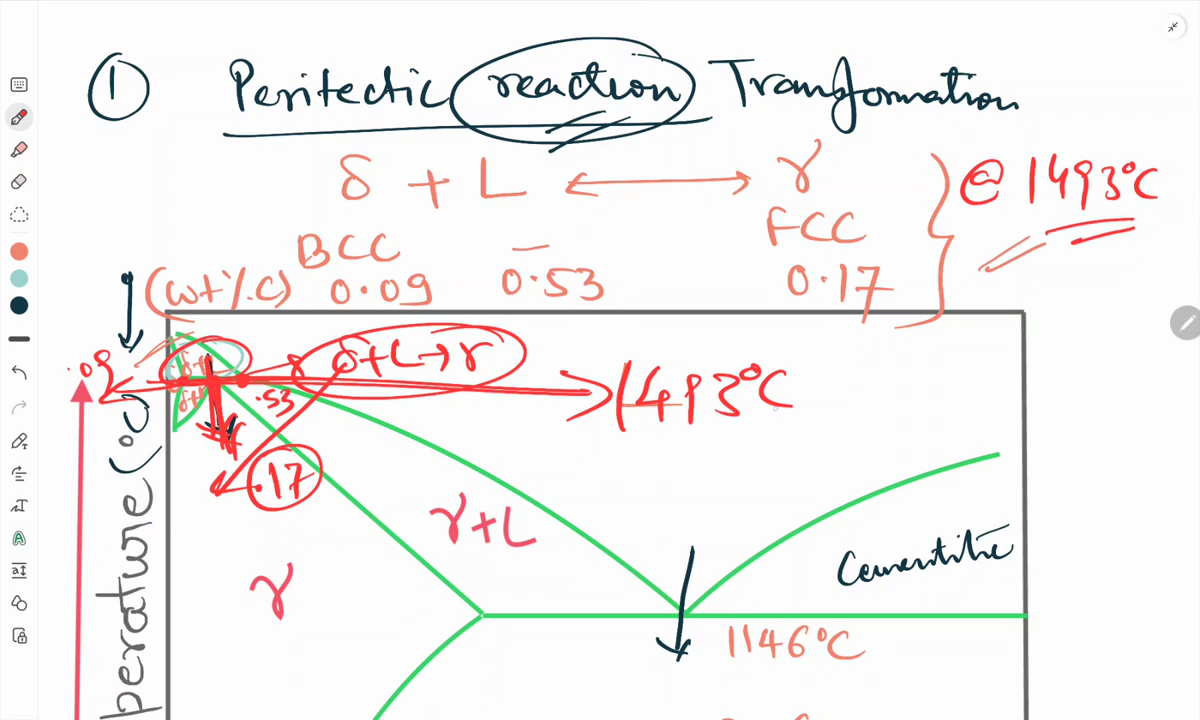 ① Peritectic reaction Transformation
δ + L ⟷ γ } @ 1493°C
BCC – FCC
(wt%.C) 0.09 0.53 0.17
.09 δ+L δ+L→γ
δ+γ .53 1493°C
.17
γ+L
γ
Cementite
1146°C
perature (°C)